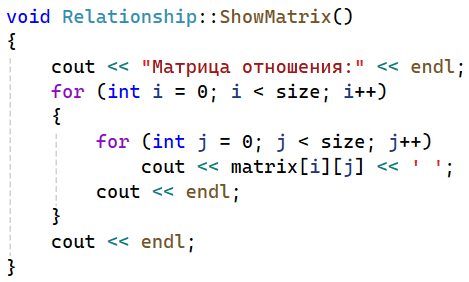 void Relationship::ShowMatrix()
{
    cout << "Матрица отношения:" << endl;
    for (int i = 0; i < size; i++)
    {
        for (int j = 0; j < size; j++)
            cout << matrix[i][j] << ' ';
        cout << endl;
    }
    cout << endl;
}